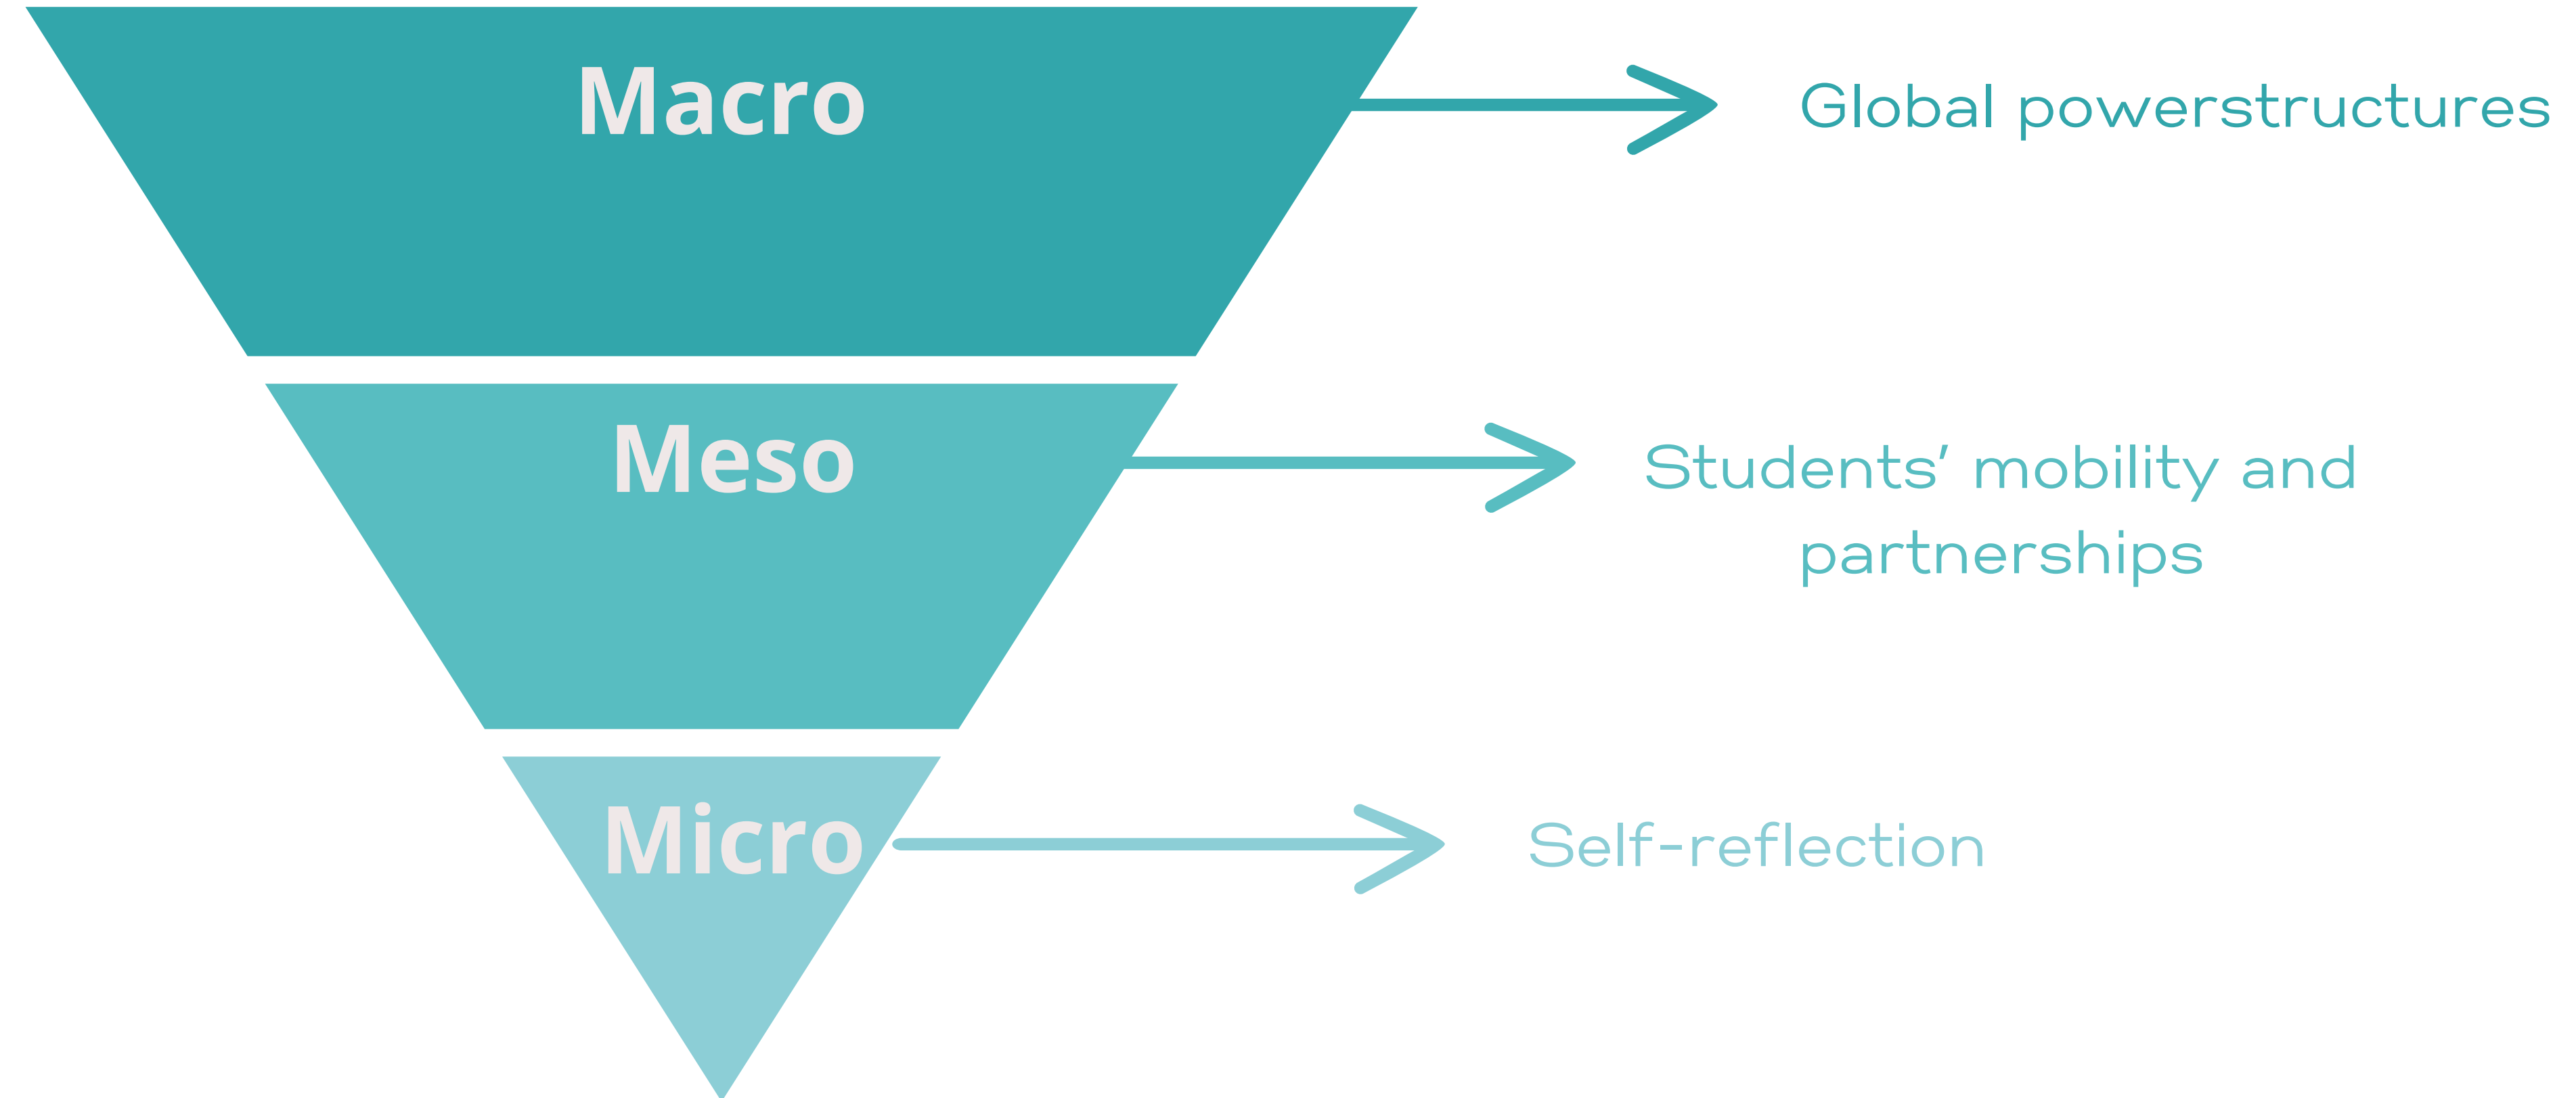 Macro
Global powerstructures
Meso
Students’ mobility and
partnerships
Micro
Self-reflection